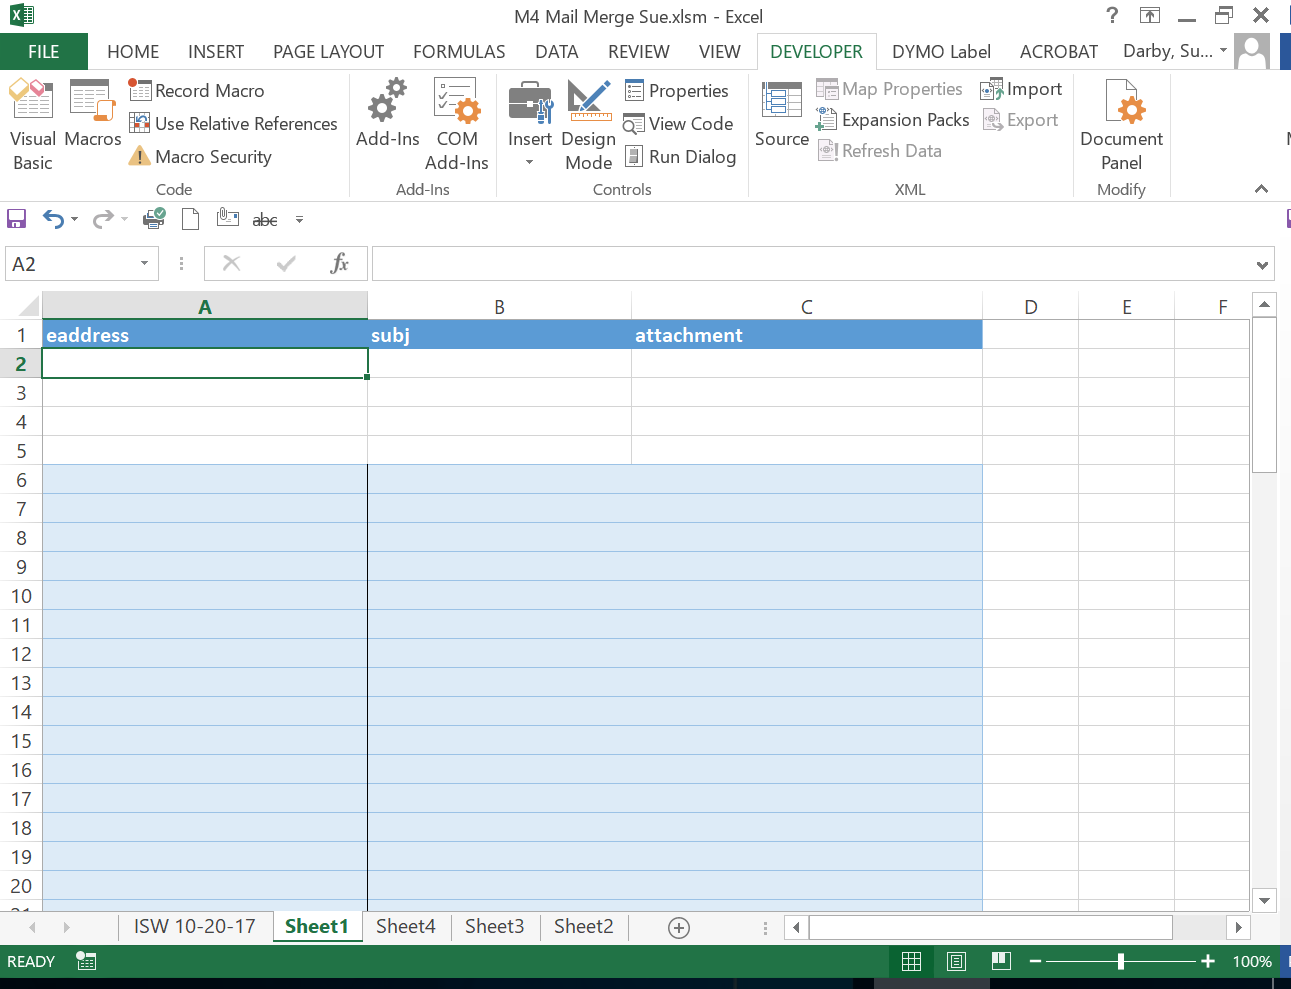 M4 Mail Merge Sue.xlsm - Excel
?
FILE HOME INSERT PAGE LAYOUT FORMULAS DATA REVIEW VIEW DEVELOPER DYMO Label ACROBAT Darby, Su...
Visual Basic
Macros
Record Macro
Use Relative References
Macro Security
Code
Add-Ins
COM Add-Ins
Add-Ins
Insert
Design Mode
Properties
View Code
Run Dialog
Controls
Source
Map Properties
Expansion Packs
Refresh Data
Import
Export
XML
Document Panel
Modify
abc
A2
fx
A B C D E F
1 eaddress subj attachment
2
3
4
5
6
7
8
9
10
11
12
13
14
15
16
17
18
19
20
ISW 10-20-17 Sheet1 Sheet4 Sheet3 Sheet2
READY 100%